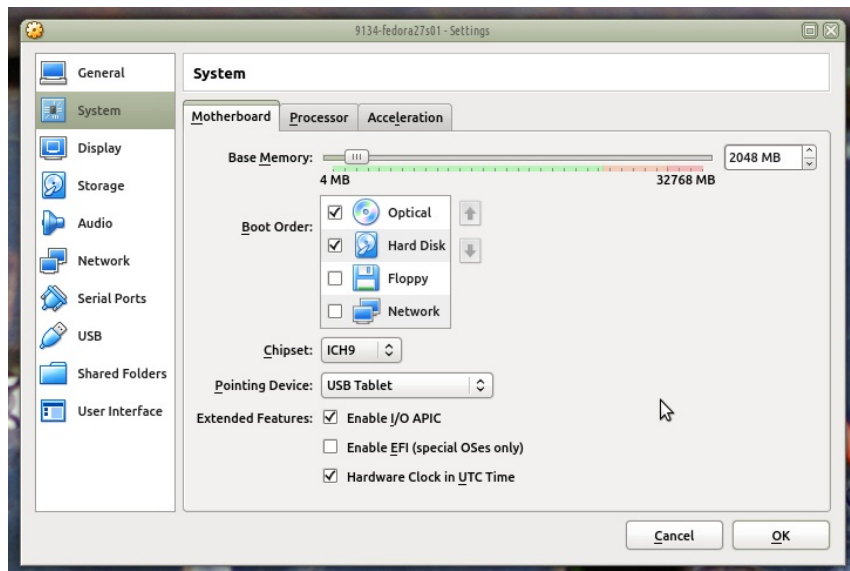 9134-fedora27s01 - Settings
General
System
Display
Storage
Audio
Network
Serial Ports
USB
Shared Folders
User Interface
System
Motherboard Processor Acceleration
Base Memory: 2048 MB
4 MB 32768 MB
Boot Order:
Optical
Hard Disk
Floppy
Network
Chipset: ICH9
Pointing Device: USB Tablet
Extended Features: Enable I/O APIC
Enable EFI (special OSes only)
Hardware Clock in UTC Time
Cancel OK